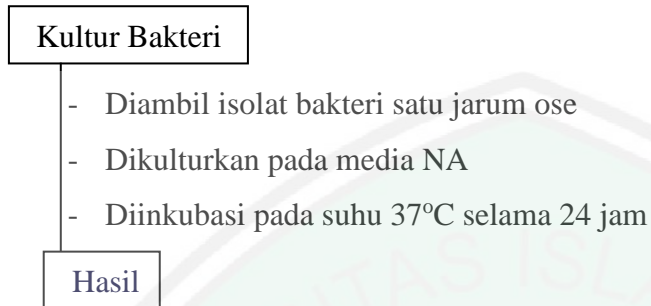 Kultur Bakteri
- Diambil isolat bakteri satu jarum ose
- Dikulturkan pada media NA
- Diinkubasi pada suhu 37°C selama 24 jam
Hasil